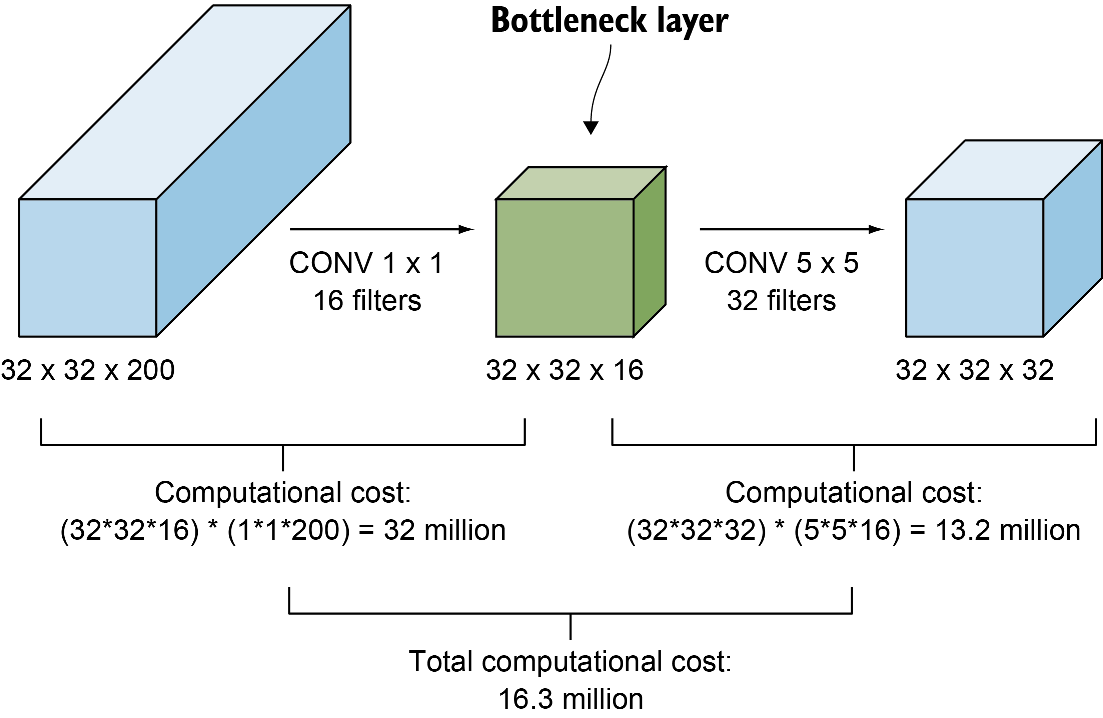 Bottleneck layer
CONV 1 x 1
16 filters
CONV 5 x 5
32 filters
32 x 32 x 200
32 x 32 x 16
32 x 32 x 32
Computational cost:
(32*32*16) * (1*1*200) = 32 million
Computational cost:
(32*32*32) * (5*5*16) = 13.2 million
Total computational cost:
16.3 million